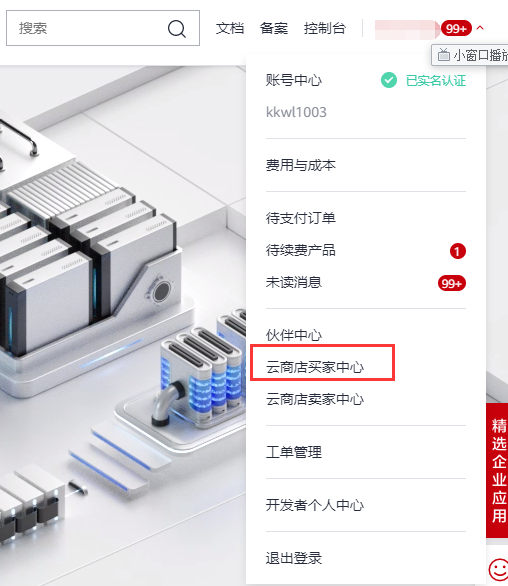 搜索
文档 备案 控制台 99+
小窗口播放
账号中心 已实名认证
kkwl1003
费用与成本
待支付订单
待续费产品 1
未读消息 99+
伙伴中心
云商店买家中心
云商店卖家中心
工单管理
开发者个人中心
退出登录
精选企业应用